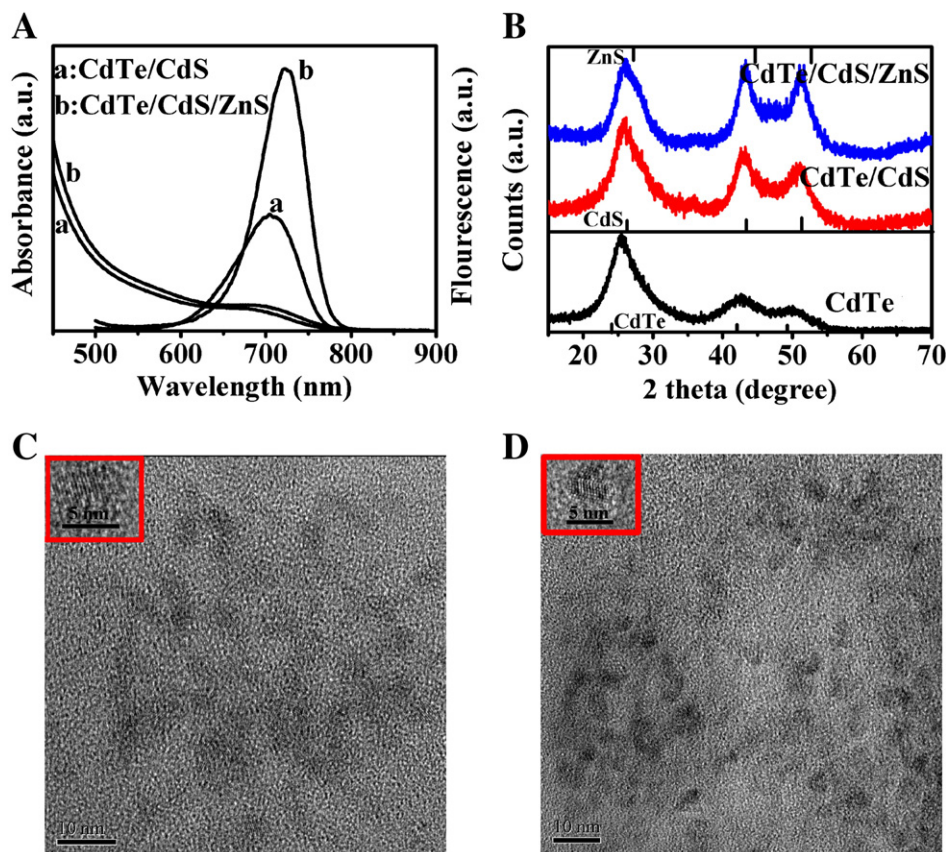 A
a:CdTe/CdS
b:CdTe/CdS/ZnS
b
a
b
a
Absorbance (a.u.)
Flourescence (a.u.)
500 600 700 800 900
Wavelength (nm)
B
ZnS
CdTe/CdS/ZnS
CdTe/CdS
CdS
CdTe
CdTe
Counts (a.u.)
15 20 30 40 50 60 70
2 theta (degree)
C
5 nm
10 nm
D
5 nm
10 nm